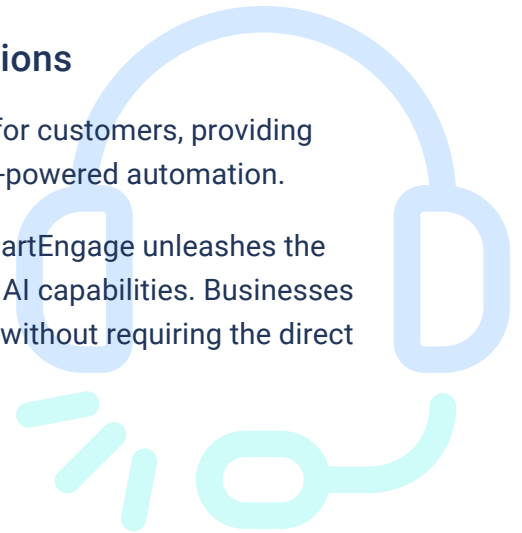 ions
for customers, providing
-powered automation.
artEngage unleashes the
AI capabilities. Businesses
without requiring the direct